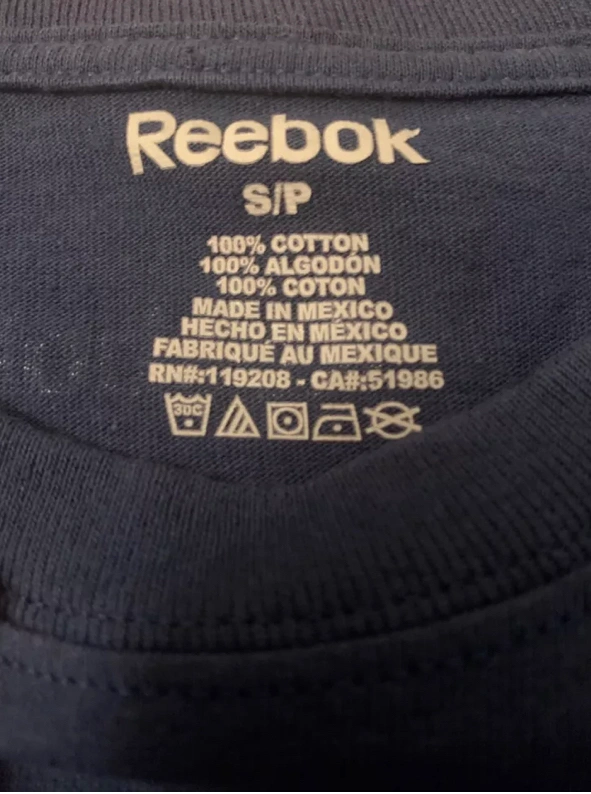 Reebok
S/P
100% COTTON
100% ALGODÓN
100% COTON
MADE IN MEXICO
HECHO EN MÉXICO
FABRIQUÉ AU MEXIQUE
RN#:119208 - CA#:51986
30C